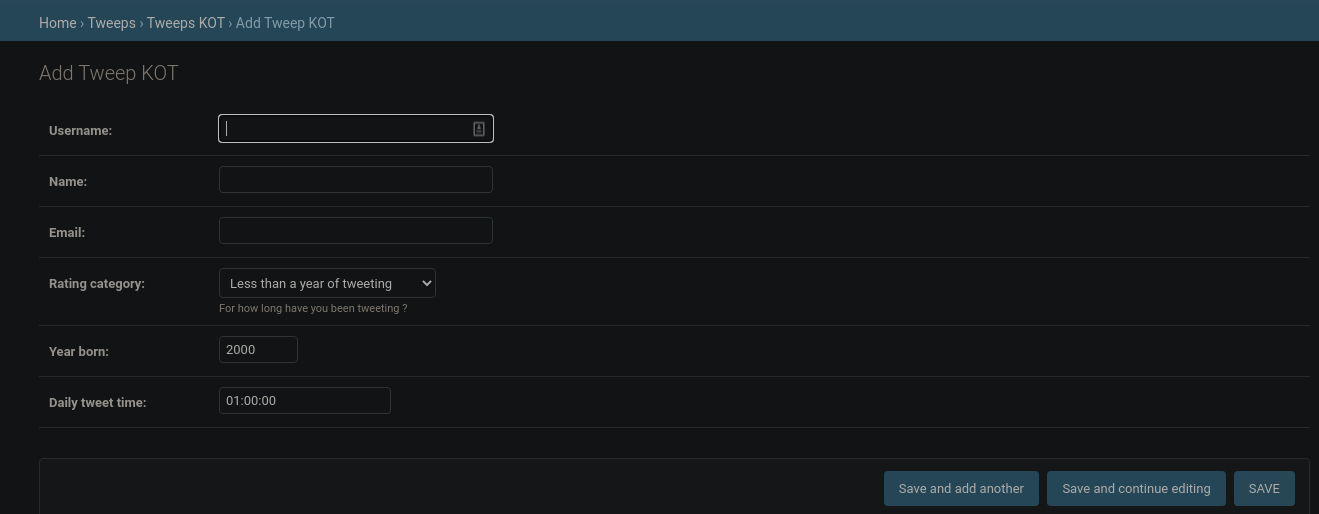 Home › Tweeps › Tweeps KOT › Add Tweep KOT
Add Tweep KOT
Username:
Name:
Email:
Rating category: Less than a year of tweeting
For how long have you been tweeting ?
Year born: 2000
Daily tweet time: 01:00:00
Save and add another Save and continue editing SAVE